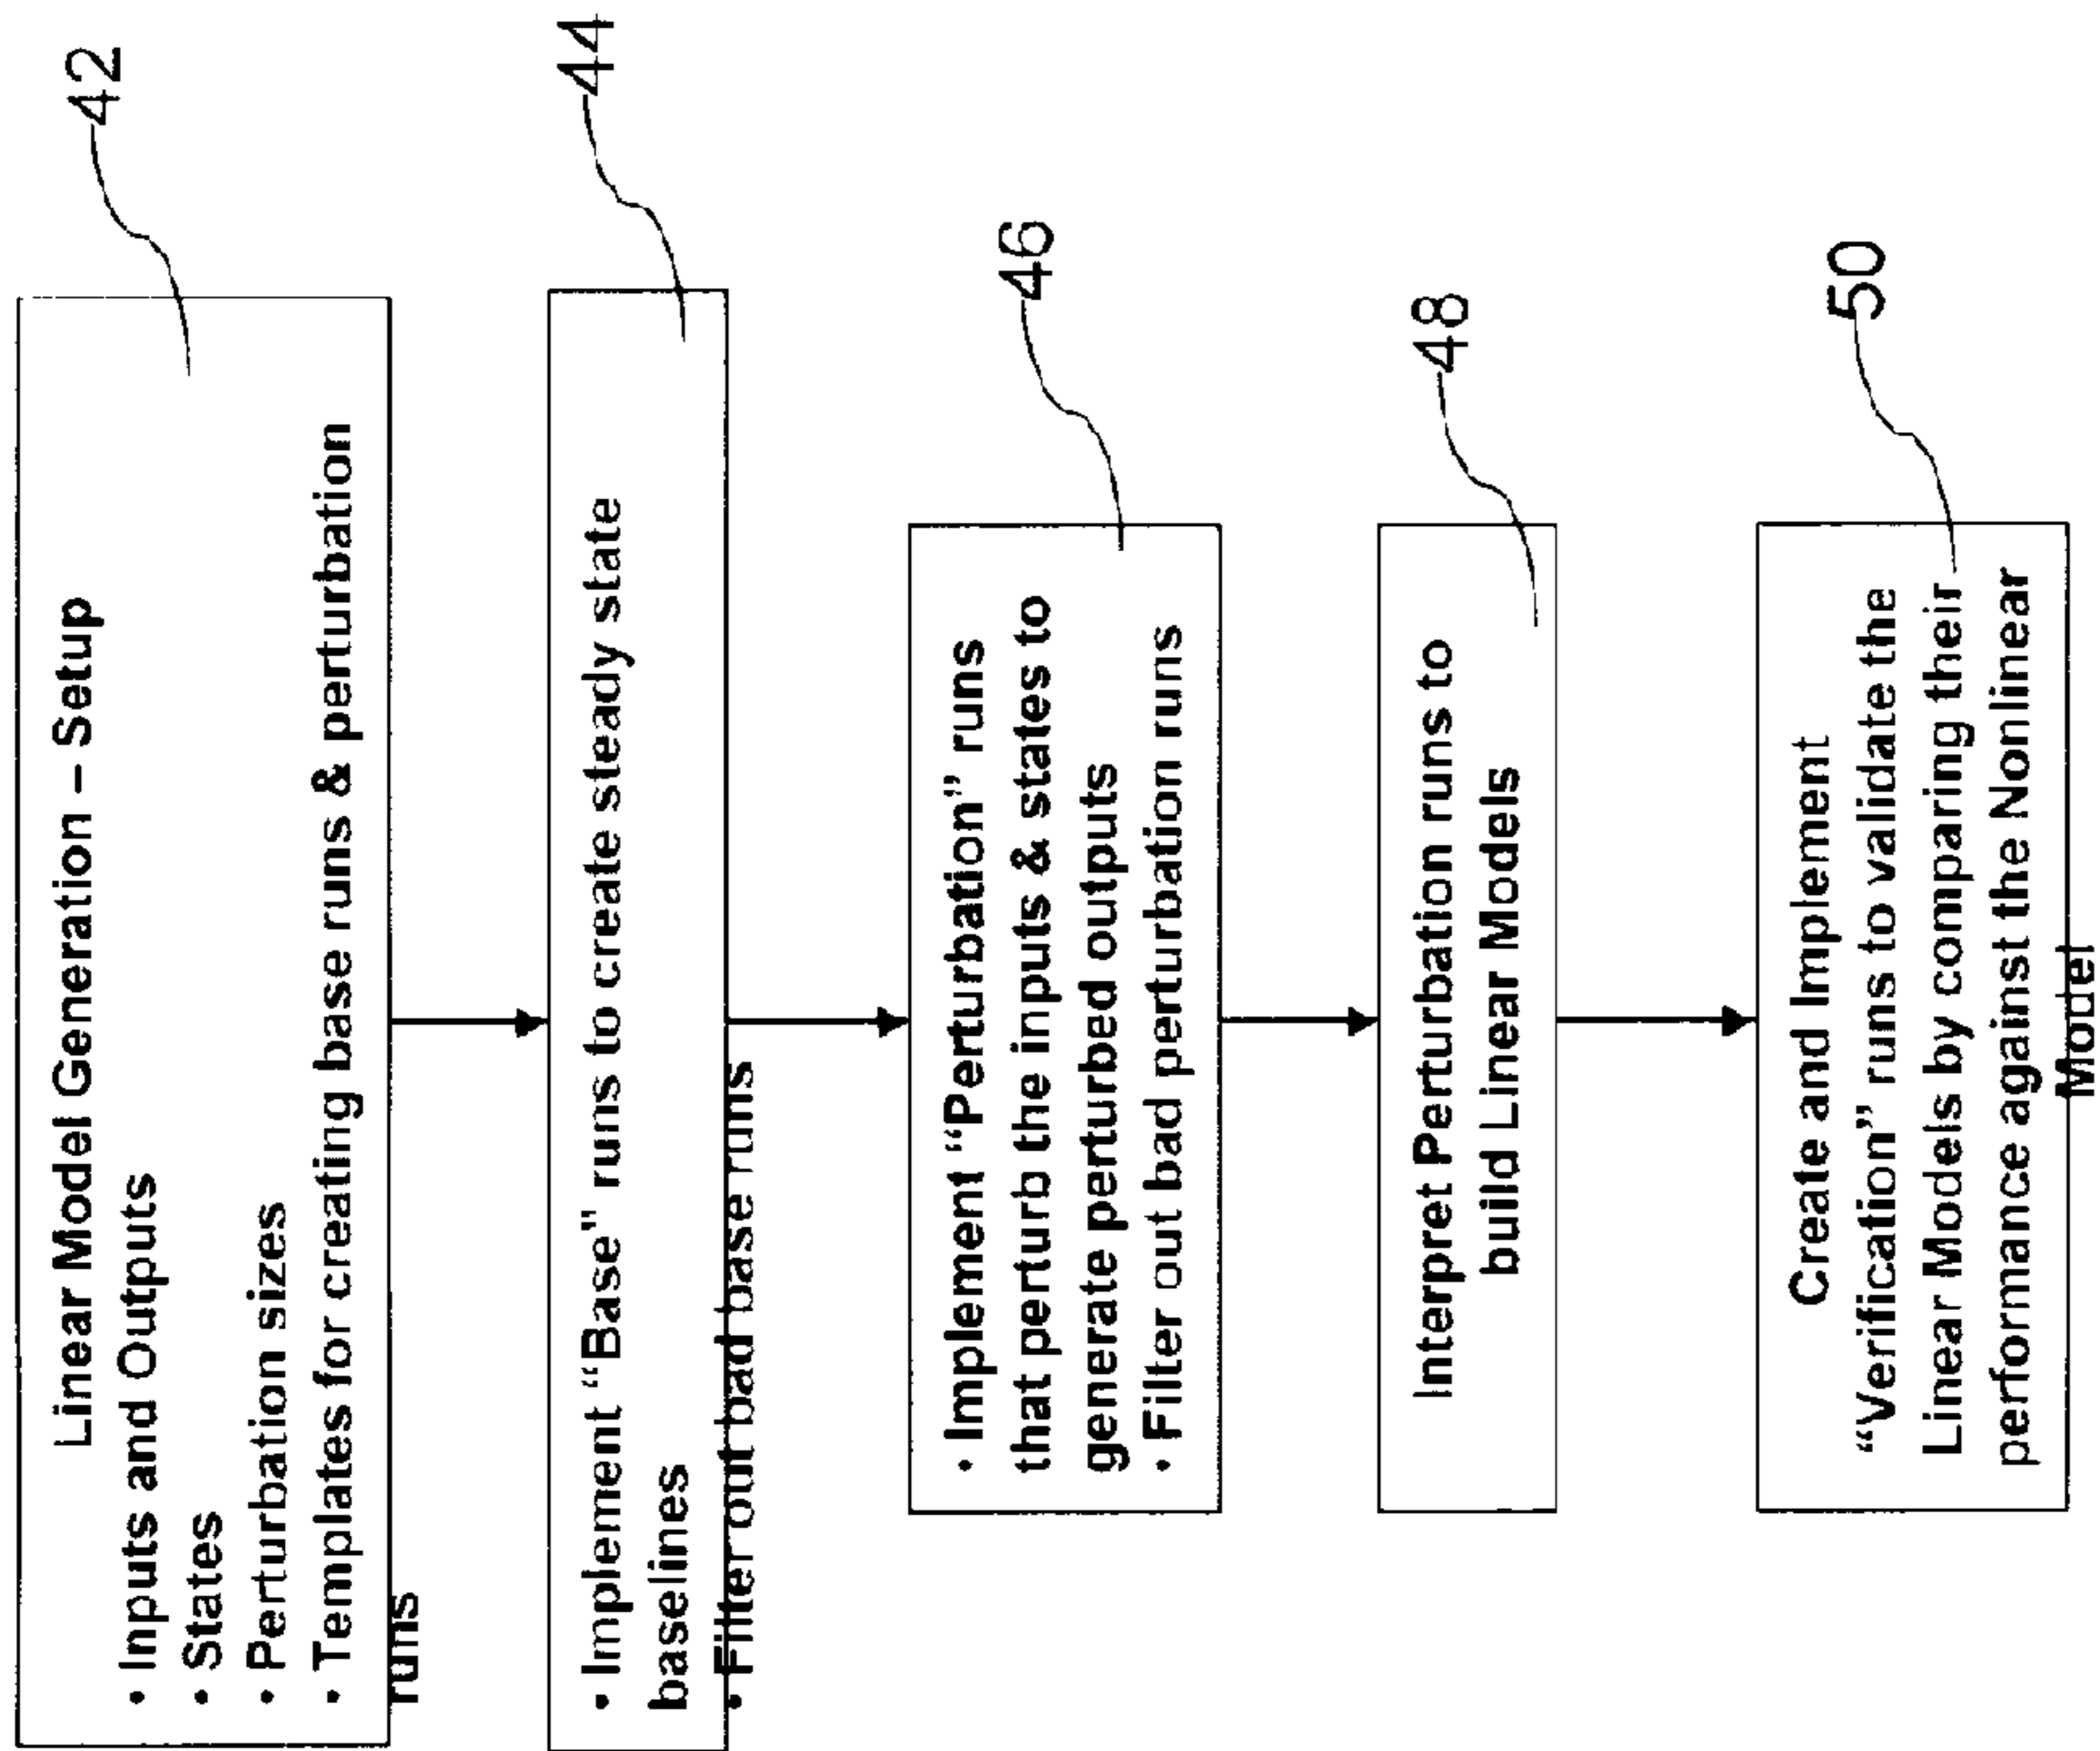 Linear Model Generation – Setup
• Inputs and Outputs
• States
• Perturbation sizes
• Templates for creating base runs & perturbation
runs
42
• Implement “Base" runs to create steady state
baselines
• Filter out bad base runs
44
• Implement “Perturbation” runs
that perturb the inputs & states to
generate perturbed outputs
• Filter out bad perturbation runs
46
Interpret Perturbation runs to
build Linear Models
48
Create and Implement
“Verification” runs to validate the
Linear Models by comparing their
performance against the Nonlinear
Model
50